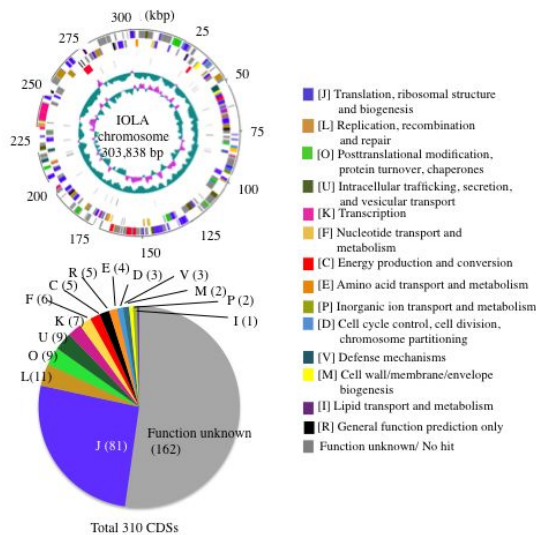 300 (kbp)
275
25
250
50
IOLA
chromosome
303,838 bp
75
225
100
200
175
150
125
R (5)
E (4)
D (3)
V (3)
C (5)
M (2)
F (6)
P (2)
K (7)
I (1)
U (9)
O (9)
L(11)
J (81)
Function unknown
(162)
Total 310 CDSs
[J] Translation, ribosomal structure
and biogenesis
[L] Replication, recombination
and repair
[O] Posttranslational modification,
protein turnover, chaperones
[U] Intracellular trafficking, secretion,
and vesicular transport
[K] Transcription
[F] Nucleotide transport and
metabolism
[C] Energy production and conversion
[E] Amino acid transport and metabolism
[P] Inorganic ion transport and metabolism
[D] Cell cycle control, cell division,
chromosome partitioning
[V] Defense mechanisms
[M] Cell wall/membrane/envelope
biogenesis
[I] Lipid transport and metabolism
[R] General function prediction only
Function unknown/ No hit